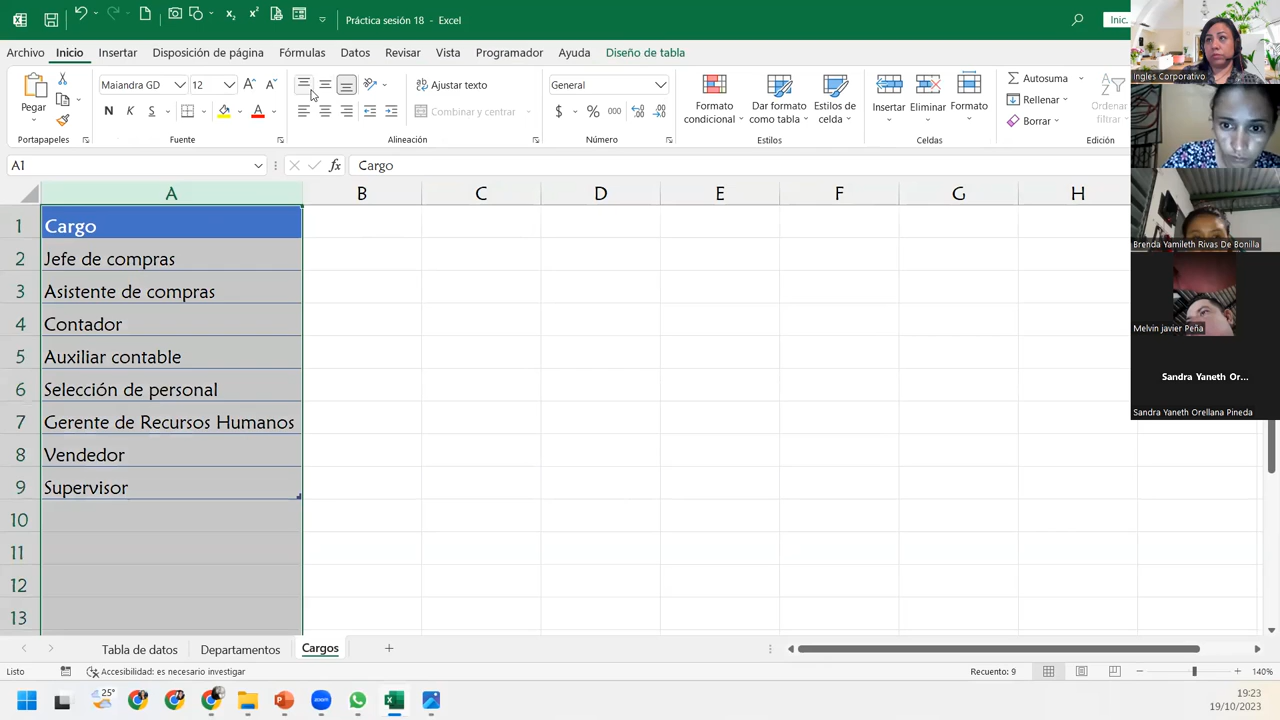 Práctica sesión 18 - Excel
Inic.
Archivo
Inicio
Insertar
Disposición de página
Fórmulas
Datos
Revisar
Vista
Programador
Ayuda
Diseño de tabla
Pegar
Portapapeles
Maiandra GD
12
Fuente
Ajustar texto
Combinar y centrar
Alineación
General
Número
Formato condicional
Dar formato como tabla
Estilos de celda
Estilos
Insertar
Eliminar
Formato
Celdas
Autosuma
Rellenar
Borrar
Ordenar
filtrar
Edición
A1
Cargo
A B C D E F G H
1 Cargo
2 Jefe de compras
3 Asistente de compras
4 Contador
5 Auxiliar contable
6 Selección de personal
7 Gerente de Recursos Humanos
8 Vendedor
9 Supervisor
10
11
12
13
Ingles Corporativo
Brenda Yamileth Rivas De Bonilla
Melvin javier Peña
Sandra Yaneth Or...
Sandra Yaneth Orellana Pineda
Tabla de datos
Departamentos
Cargos
Listo
Accesibilidad: es necesario investigar
Recuento: 9
140%
25°
19:23
19/10/2023